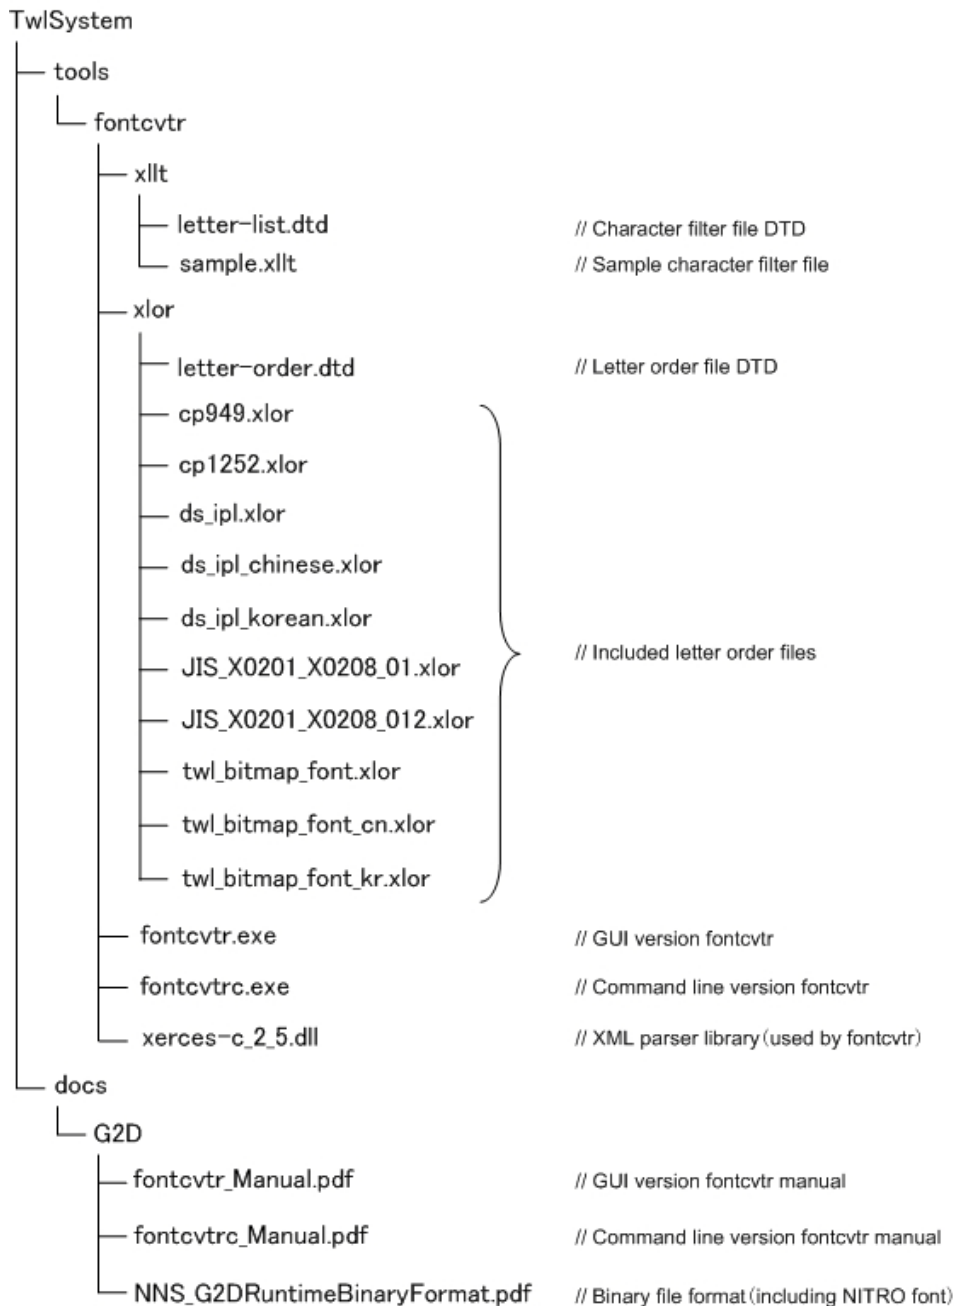 TwlSystem
tools
fontcvtr
xllt
letter-list.dtd // Character filter file DTD
sample.xllt // Sample character filter file
xlor
letter-order.dtd // Letter order file DTD
cp949.xlor
cp1252.xlor
ds_ipl.xlor
ds_ipl_chinese.xlor
ds_ipl_korean.xlor
// Included letter order files
JIS_X0201_X0208_01.xlor
JIS_X0201_X0208_012.xlor
twl_bitmap_font.xlor
twl_bitmap_font_cn.xlor
twl_bitmap_font_kr.xlor
fontcvtr.exe // GUI version fontcvtr
fontcvtrc.exe // Command line version fontcvtr
xerces-c_2_5.dll // XML parser library(used by fontcvtr)
docs
G2D
fontcvtr_Manual.pdf // GUI version fontcvtr manual
fontcvtrc_Manual.pdf // Command line version fontcvtr manual
NNS_G2DRuntimeBinaryFormat.pdf // Binary file format(including NITRO font)